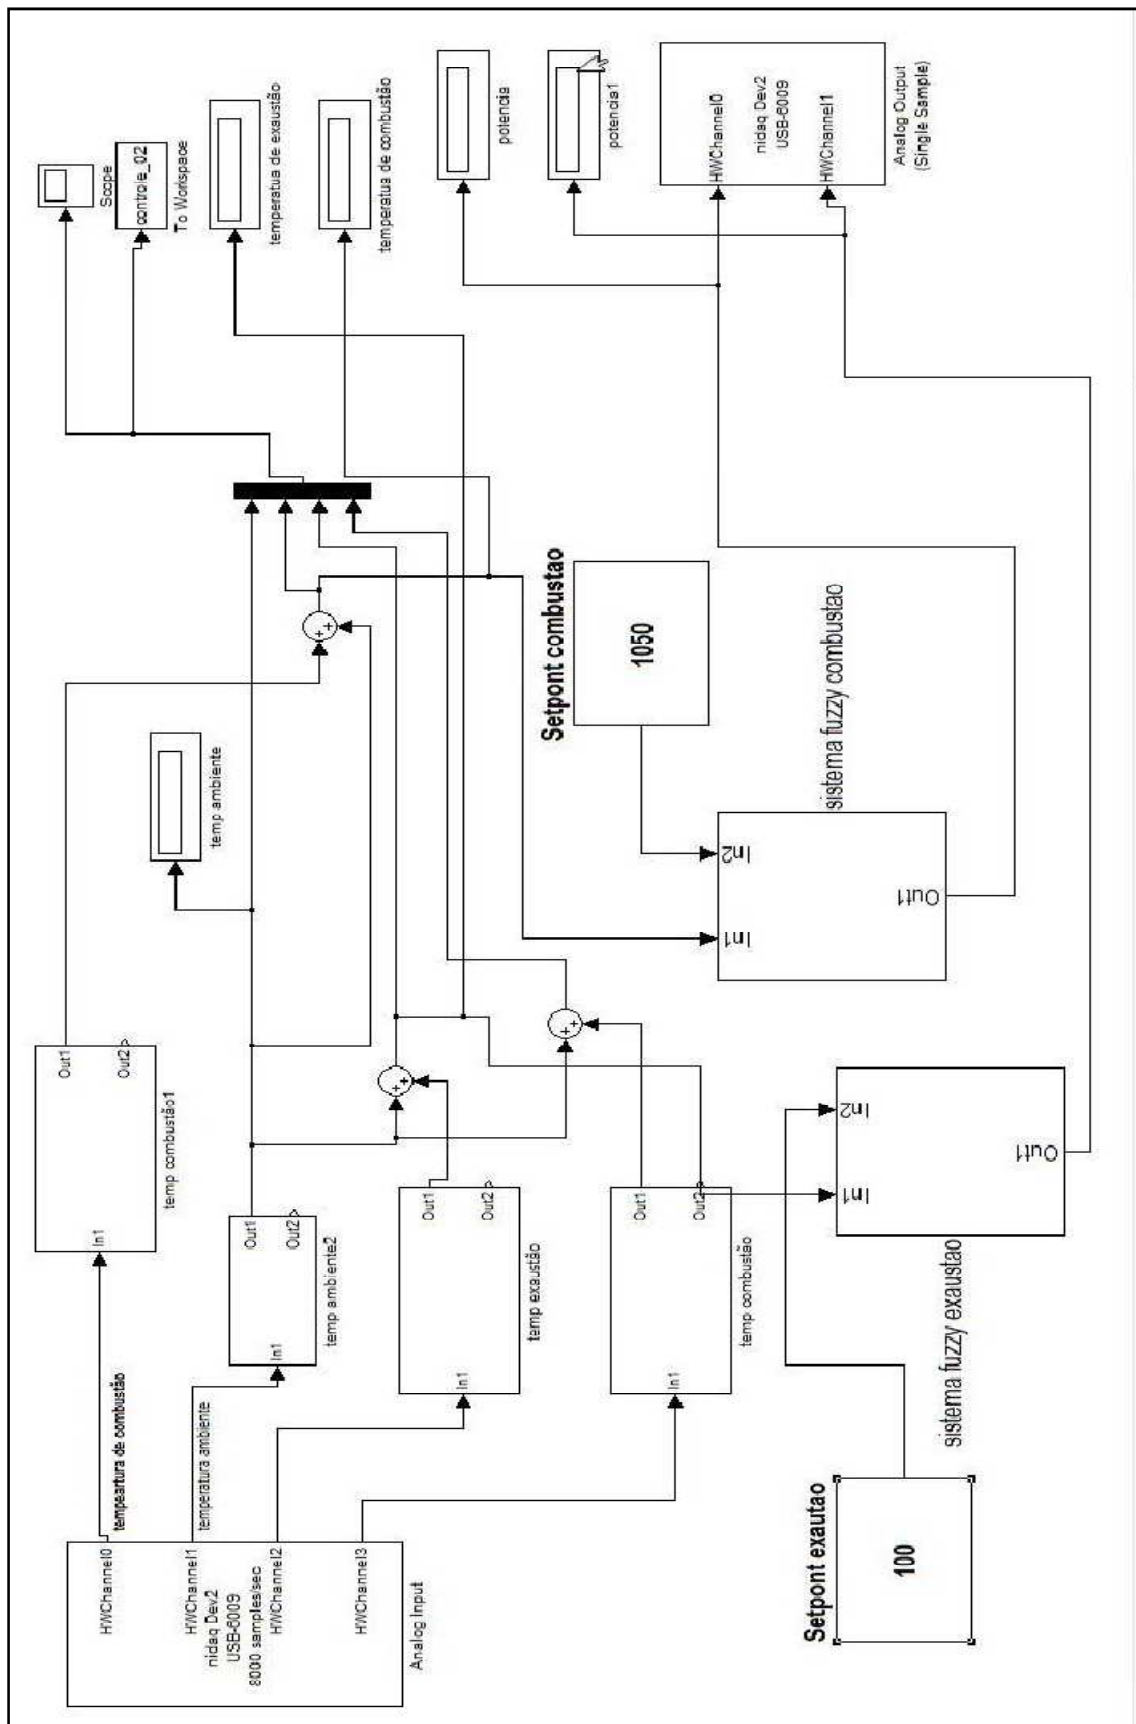 HWChannel0
HWChannel1
nidaq Dev2
USB-6009
8000 samples/sec
HWChannel2
HWChannel3
Analog Input
tempeartura de combustão
temperatura ambiente
In1
Out1
Out2
temp combustão1
In1
Out1
Out2
temp ambiente2
In1
Out1
Out2
temp exaustão
In1
Out1
Out2
temp combustão
temp ambiente
Scope
controle_02
To Workspace
temperatua de exaustão
temperatua de combustão
potencia
potencia1
HWChannel0
nidaq Dev2
USB-6009
HWChannel1
Analog Output
(Single Sample)
Setpont combustao
1050
In2
In1
Out1
sistema fuzzy combustao
In2
In1
Out1
sistema fuzzy exaustao
Setpont exautao
100